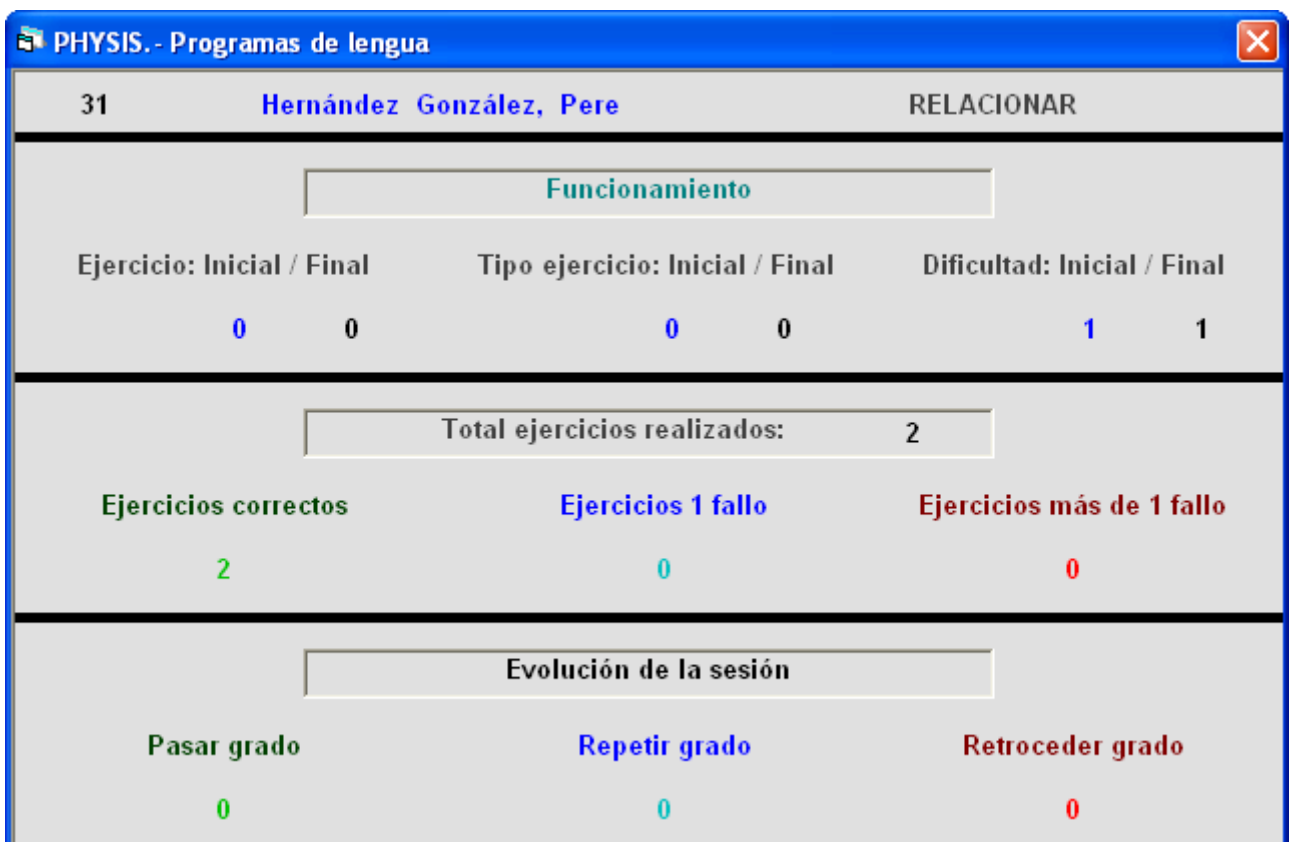 PHYSIS.- Programas de lengua
31 Hernández González, Pere RELACIONAR
Funcionamiento
Ejercicio: Inicial / Final Tipo ejercicio: Inicial / Final Dificultad: Inicial / Final
0 0 0 0 1 1
Total ejercicios realizados: 2
Ejercicios correctos Ejercicios 1 fallo Ejercicios más de 1 fallo
2 0 0
Evolución de la sesión
Pasar grado Repetir grado Retroceder grado
0 0 0